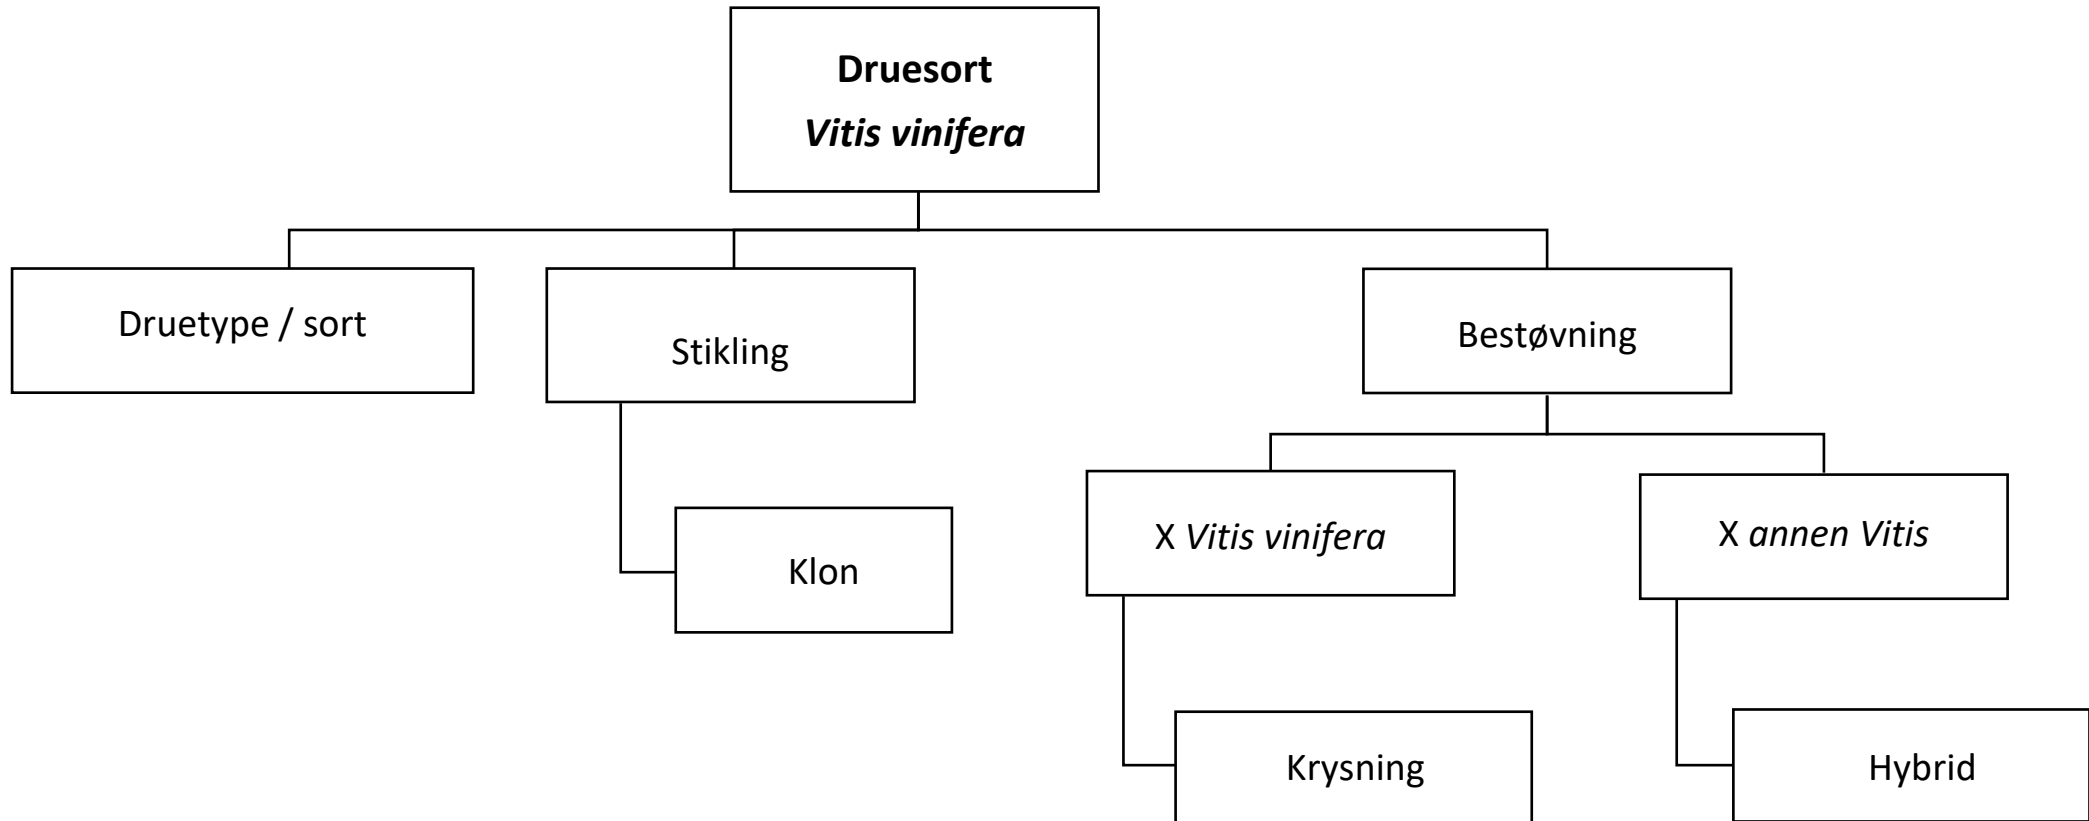 Druesort
Vitis vinifera
Druetype / sort
Stikling
Bestøvning
Klon
X Vitis vinifera
X annen Vitis
Krysning
Hybrid